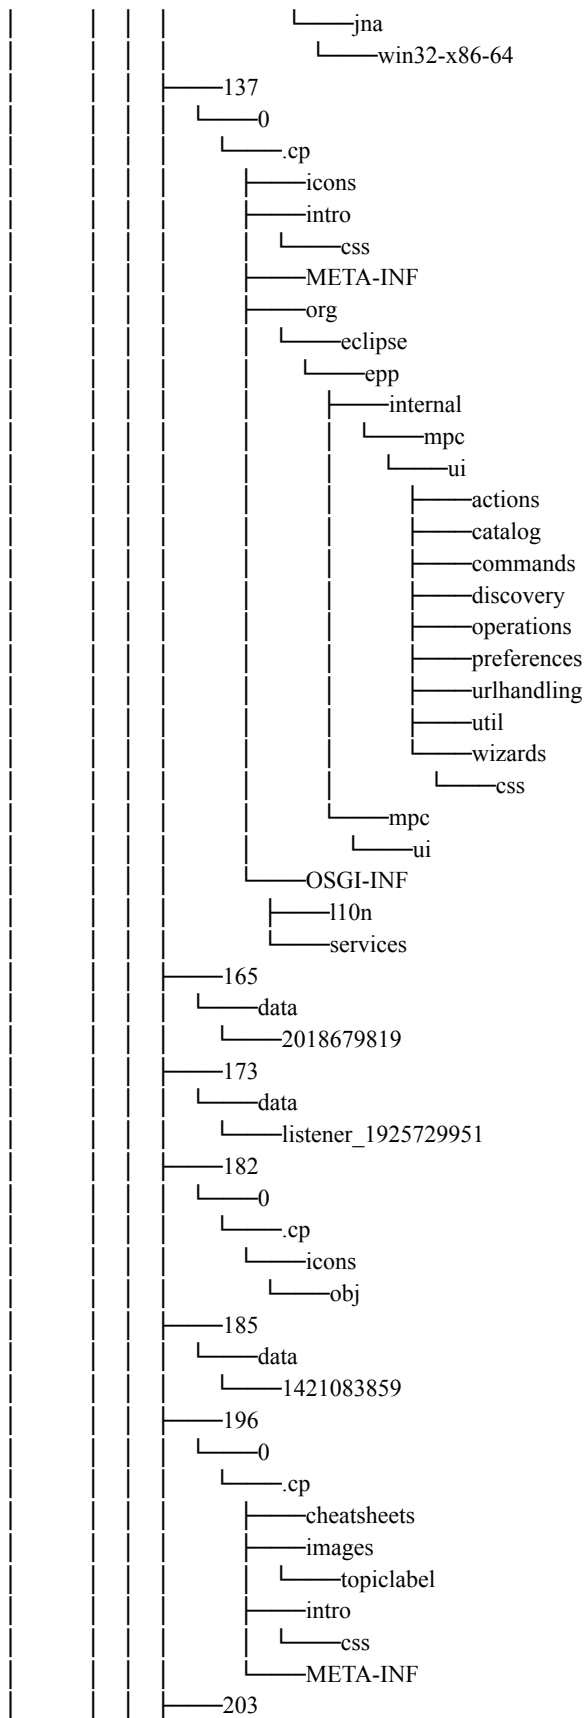 jna
win32-x86-64
137
0
.cp
icons
intro
css
META-INF
org
eclipse
epp
internal
mpc
ui
actions
catalog
commands
discovery
operations
preferences
urlhandling
util
wizards
css
mpc
ui
OSGI-INF
l10n
services
165
data
2018679819
173
data
listener_1925729951
182
0
.cp
icons
obj
185
data
1421083859
196
0
.cp
cheatsheets
images
topiclabel
intro
css
META-INF
203